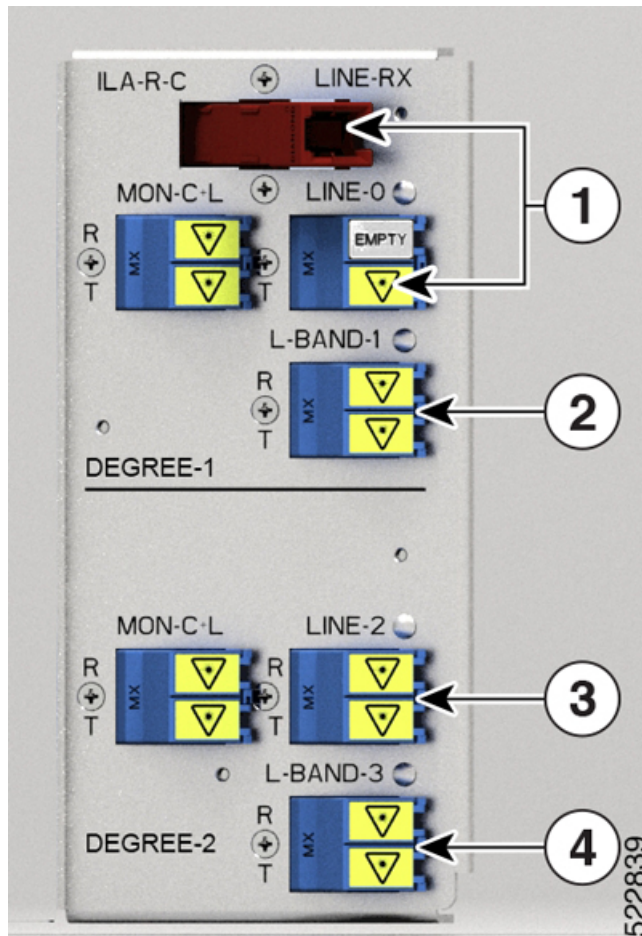 ILA-R-C LINE-RX
MON-C+L LINE-0
R
MX MX EMPTY
T T
1
L-BAND-1
R
MX
T
2
DEGREE-1
MON-C+L LINE-2
R R
MX MX
T T
3
L-BAND-3
R
MX
T
DEGREE-2
4
522839